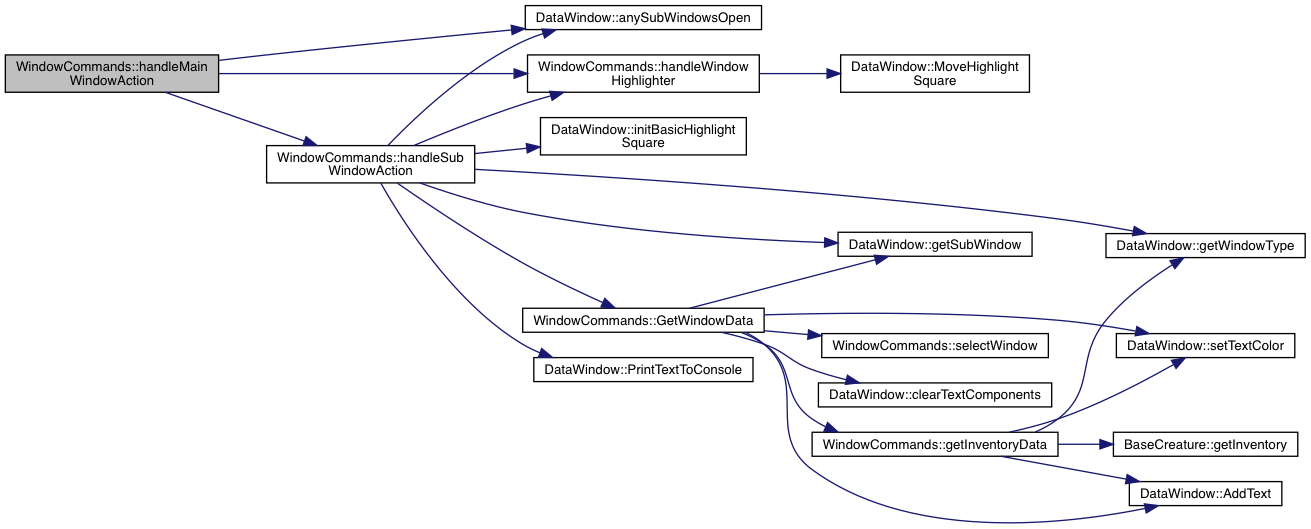 DataWindow::anySubWindowsOpen
WindowCommands::handleMain
WindowAction
WindowCommands::handleWindow
Highlighter
DataWindow::MoveHighlight
Square
DataWindow::initBasicHighlight
Square
WindowCommands::handleSub
WindowAction
DataWindow::getSubWindow
DataWindow::getWindowType
WindowCommands::GetWindowData
WindowCommands::selectWindow
DataWindow::setTextColor
DataWindow::PrintTextToConsole
DataWindow::clearTextComponents
WindowCommands::getInventoryData
BaseCreature::getInventory
DataWindow::AddText